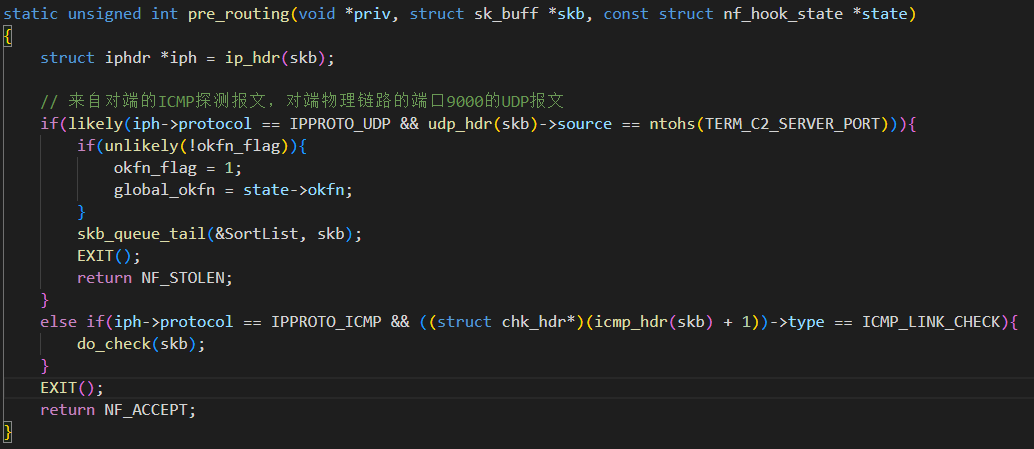 static unsigned int pre_routing(void *priv, struct sk_buff *skb, const struct nf_hook_state *state)
{
    struct iphdr *iph = ip_hdr(skb);

    // 来自对端的ICMP探测报文，对端物理链路的端口9000的UDP报文
    if(likely(iph->protocol == IPPROTO_UDP && udp_hdr(skb)->source == ntohs(TERM_C2_SERVER_PORT))){
        if(unlikely(!okfn_flag)){
            okfn_flag = 1;
            global_okfn = state->okfn;
        }
        skb_queue_tail(&SortList, skb);
        EXIT();
        return NF_STOLEN;
    }
    else if(iph->protocol == IPPROTO_ICMP && ((struct chk_hdr*)(icmp_hdr(skb) + 1))->type == ICMP_LINK_CHECK){
        do_check(skb);
    }
    EXIT();
    return NF_ACCEPT;
}